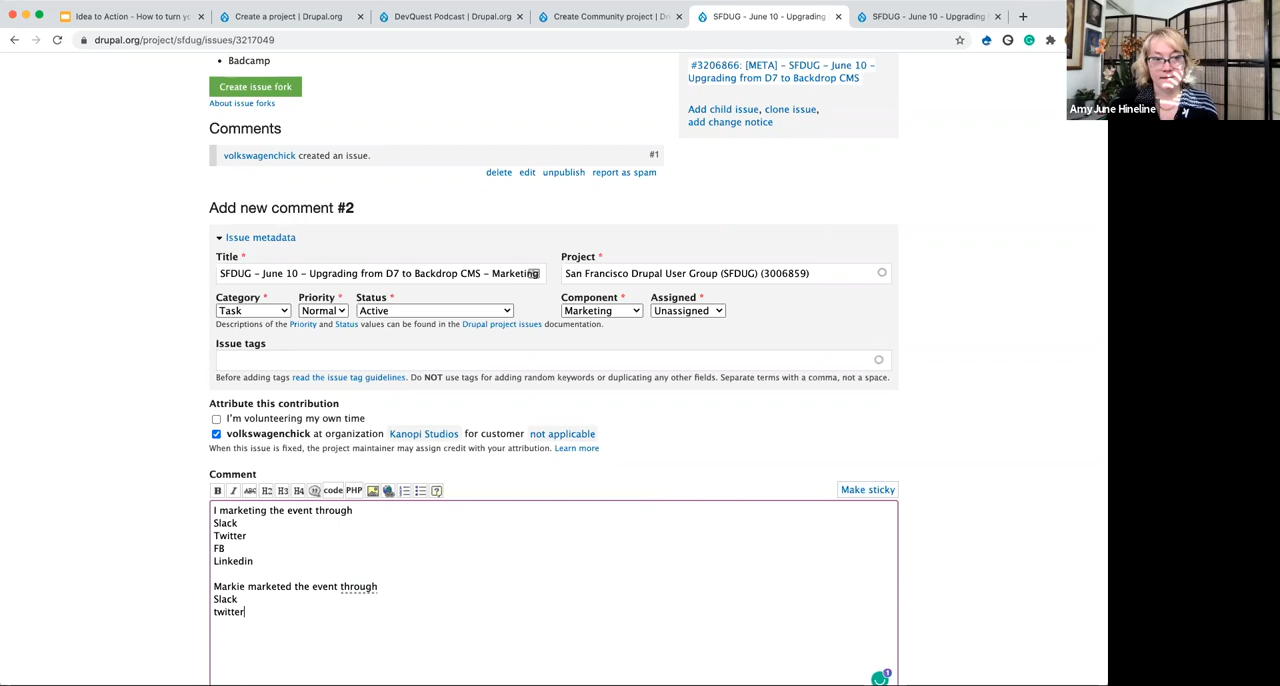 Idea to Action - How to turn yo
Create a project | Drupal.org
DevQuest Podcast | Drupal.org
Create Community project | Dr
SFDUG - June 10 - Upgrading
SFDUG - June 10 - Upgrading
drupal.org/project/sfdug/issues/3217049
Amy June Hineline
Badcamp
Create issue fork
About issue forks
#3206866: [META] - SFDUG - June 10 -
Upgrading from D7 to Backdrop CMS
Add child issue, clone issue,
add change notice
Comments
volkswagenchick created an issue.
#1
delete edit unpublish report as spam
Add new comment #2
Issue metadata
Title *
Project *
SFDUG - June 10 - Upgrading from D7 to Backdrop CMS - Marketing
San Francisco Drupal User Group (SFDUG) (3006859)
Category * Priority * Status *
Component * Assigned *
Task Normal Active
Marketing Unassigned
Descriptions of the Priority and Status values can be found in the Drupal project issues documentation.
Issue tags
Before adding tags read the issue tag guidelines. Do NOT use tags for adding random keywords or duplicating any other fields. Separate terms with a comma, not a space.
Attribute this contribution
I'm volunteering my own time
volkswagenchick at organization Kanopi Studios for customer not applicable
When this issue is fixed, the project maintainer may assign credit with your attribution. Learn more
Comment
B I ABC H2 H3 H4 code PHP
Make sticky
I marketing the event through
Slack
Twitter
FB
Linkedin
Markie marketed the event through
Slack
twitter
1